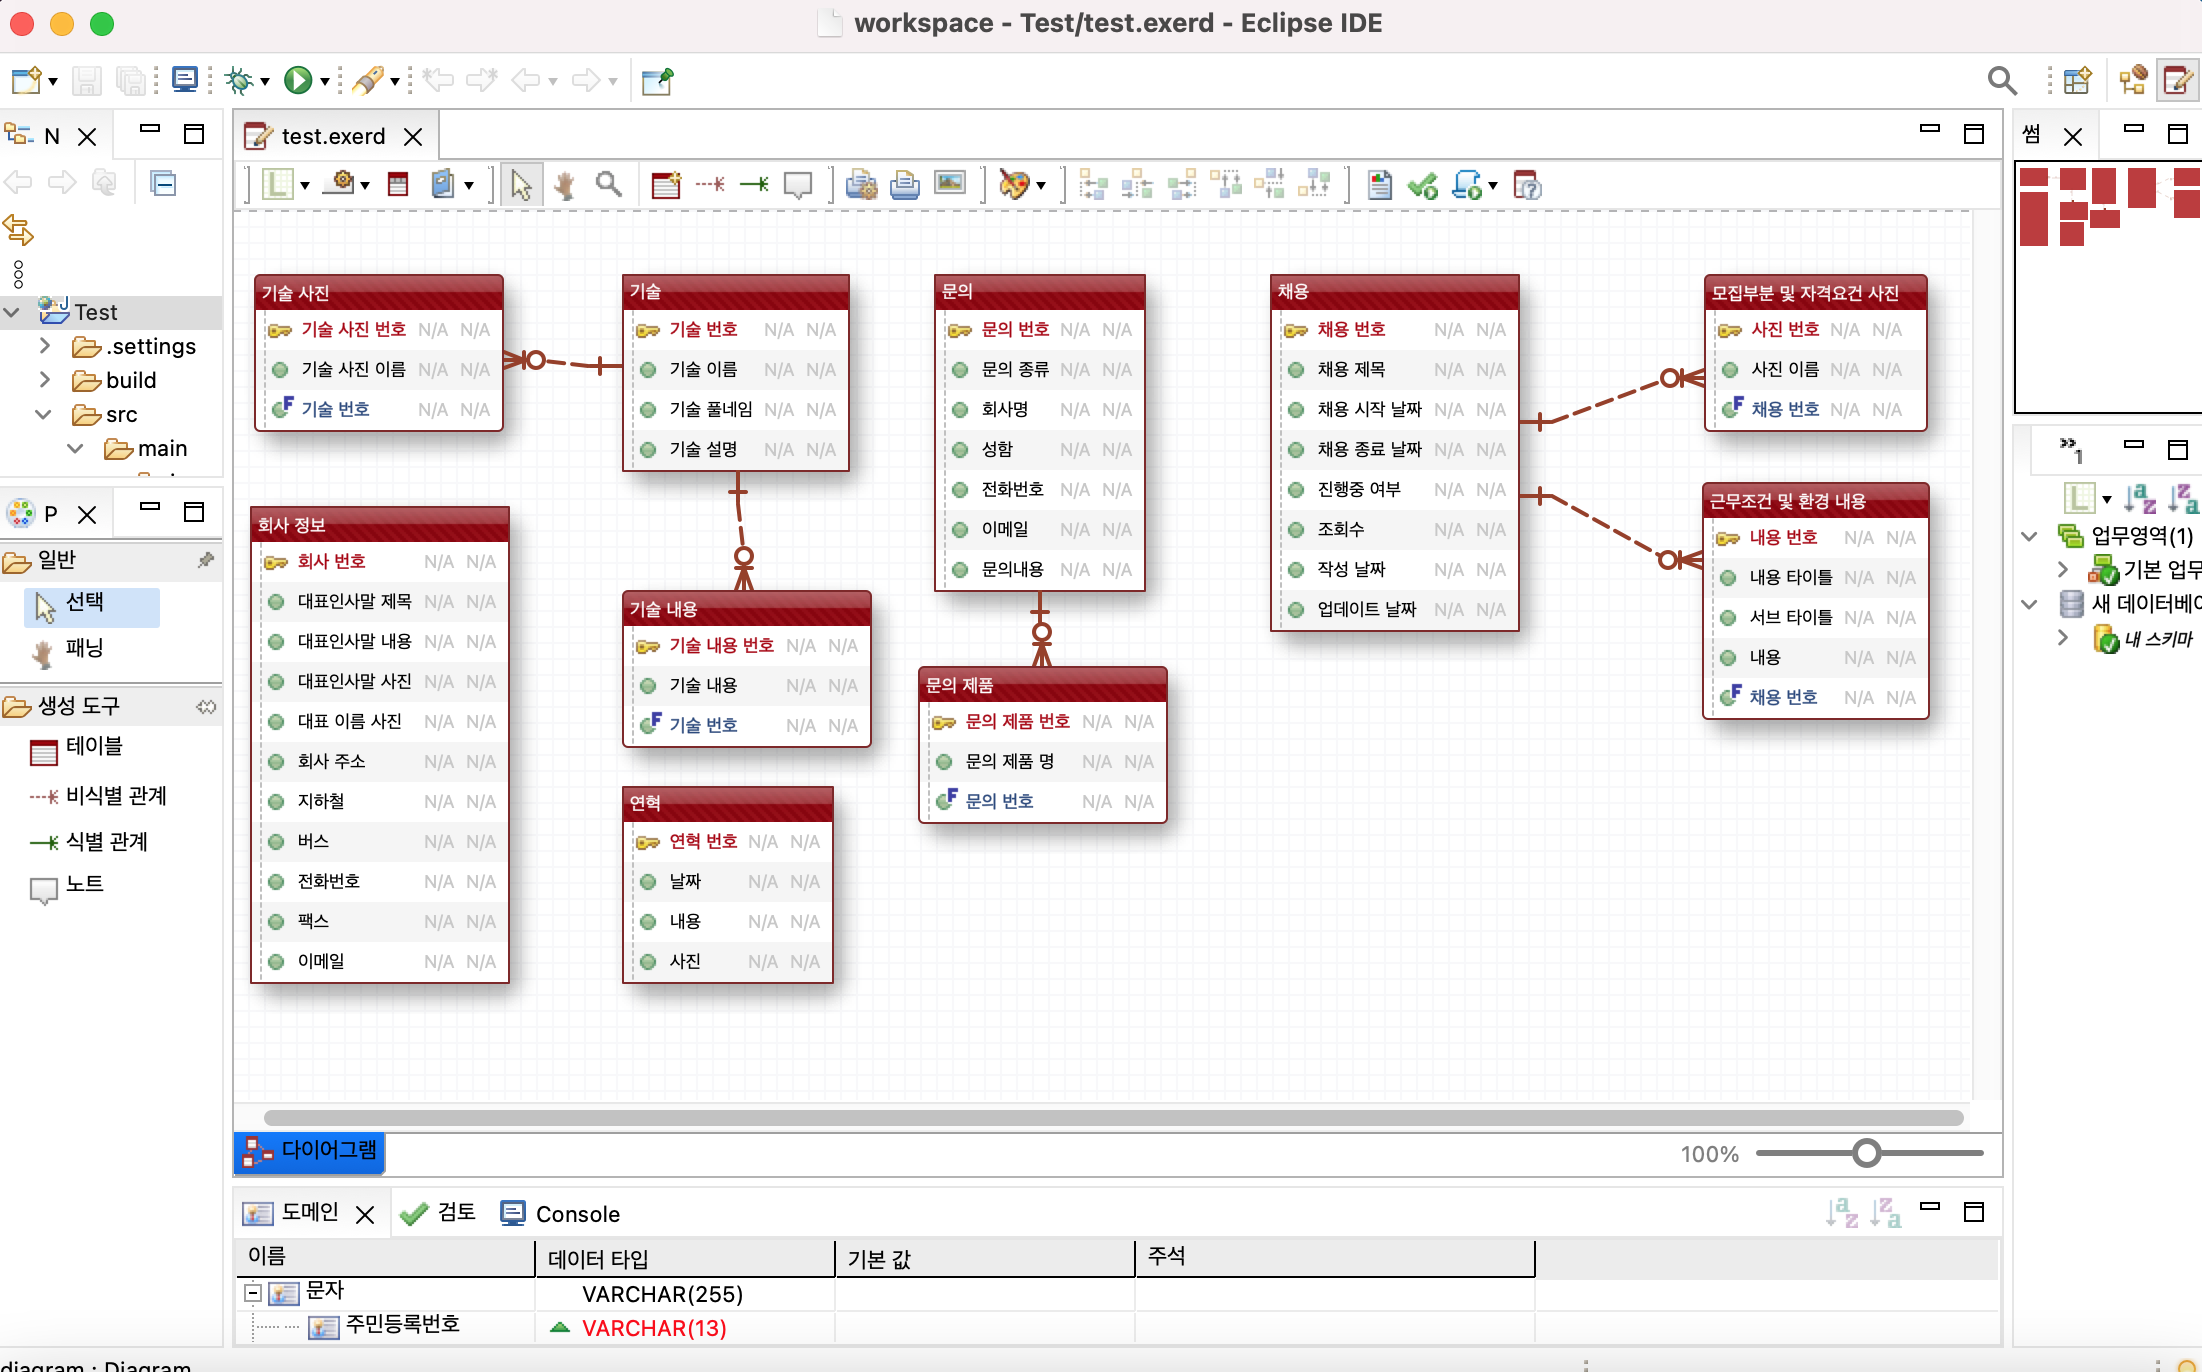 workspace - Test/test.exerd - Eclipse IDE
N
Test
.settings
build
src
main
P
일반
선택
패닝
생성 도구
테이블
비식별 관계
식별 관계
노트
test.exerd
기술 사진
기술 사진 번호 N/A N/A
기술 사진 이름 N/A N/A
기술 번호 N/A N/A
기술
기술 번호 N/A N/A
기술 이름 N/A N/A
기술 풀네임 N/A N/A
기술 설명 N/A N/A
문의
문의 번호 N/A N/A
문의 종류 N/A N/A
회사명 N/A N/A
성함 N/A N/A
전화번호 N/A N/A
이메일 N/A N/A
문의내용 N/A N/A
채용
채용 번호 N/A N/A
채용 제목 N/A N/A
채용 시작 날짜 N/A N/A
채용 종료 날짜 N/A N/A
진행중 여부 N/A N/A
조회수 N/A N/A
작성 날짜 N/A N/A
업데이트 날짜 N/A N/A
모집부분 및 자격요건 사진
사진 번호 N/A N/A
사진 이름 N/A N/A
채용 번호 N/A N/A
회사 정보
회사 번호 N/A N/A
대표인사말 제목 N/A N/A
대표인사말 내용 N/A N/A
대표인사말 사진 N/A N/A
대표 이름 사진 N/A N/A
회사 주소 N/A N/A
지하철 N/A N/A
버스 N/A N/A
전화번호 N/A N/A
팩스 N/A N/A
이메일 N/A N/A
기술 내용
기술 내용 번호 N/A N/A
기술 내용 N/A N/A
기술 번호 N/A N/A
연혁
연혁 번호 N/A N/A
날짜 N/A N/A
내용 N/A N/A
사진 N/A N/A
문의 제품
문의 제품 번호 N/A N/A
문의 제품 명 N/A N/A
문의 번호 N/A N/A
근무조건 및 환경 내용
내용 번호 N/A N/A
내용 타이틀 N/A N/A
서브 타이틀 N/A N/A
내용 N/A N/A
채용 번호 N/A N/A
다이어그램
100%
도메인
검토
Console
이름 데이터 타입 기본 값 주석
문자 VARCHAR(255)
주민등록번호 VARCHAR(13)
썸
1
업무영역(1)
기본 업무
새 데이터베이
내 스키마
diagram : Diagram